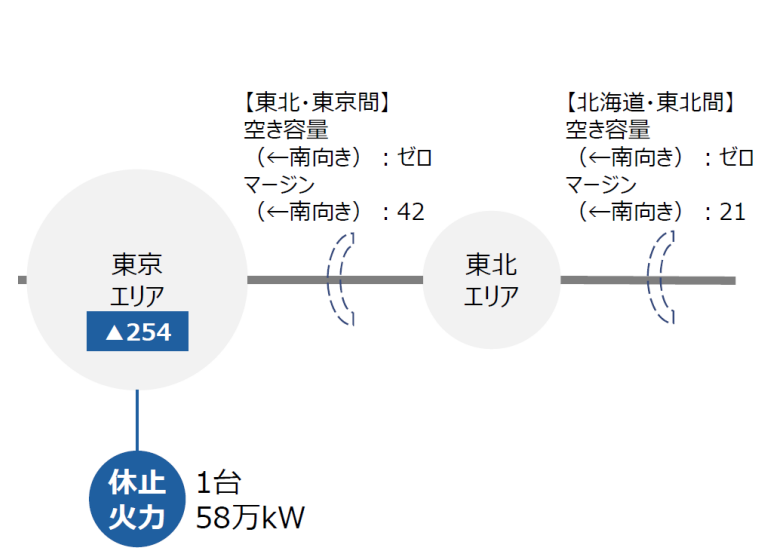 【東北・東京間】
空き容量
（←南向き）：ゼロ
マージン
（←南向き）：42
【北海道・東北間】
空き容量
（←南向き）：ゼロ
マージン
（←南向き）：21
東京
エリア
▲254
東北
エリア
休止
火力
1台
58万kW